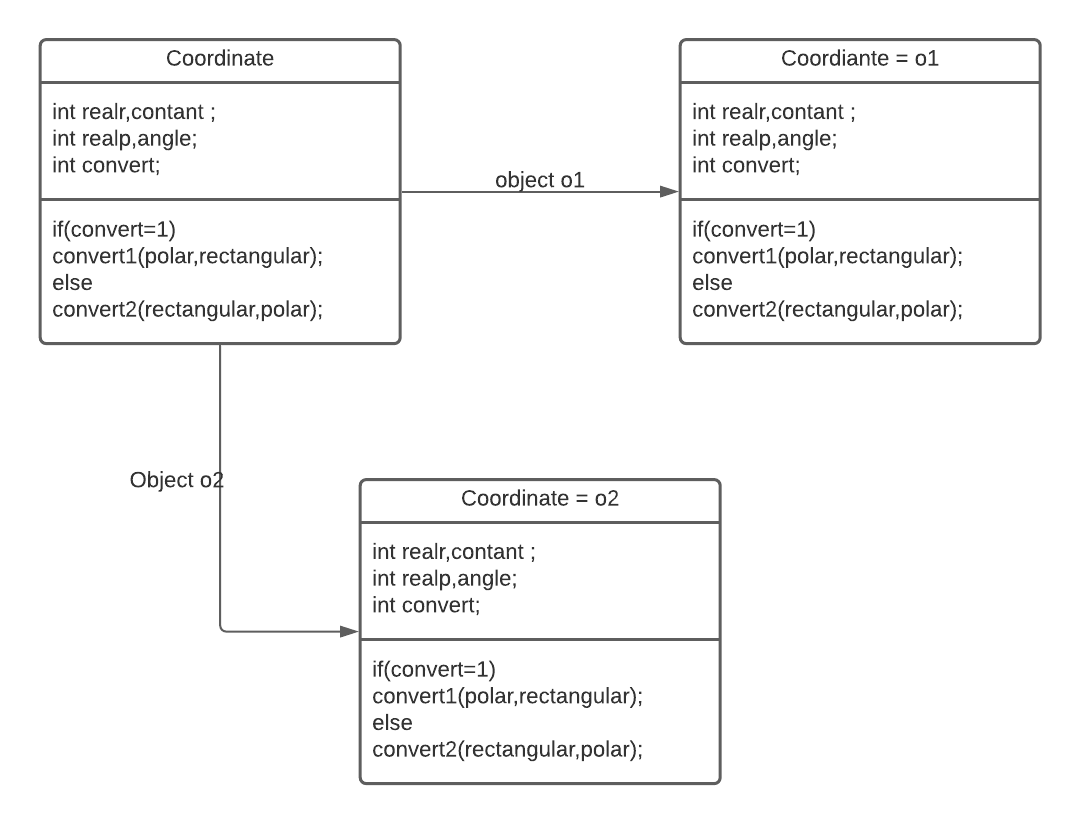 Coordinate
int realr,contant ;
int realp,angle;
int convert;
if(convert=1)
convert1(polar,rectangular);
else
convert2(rectangular,polar);
object o1
Coordiante = o1
int realr,contant ;
int realp,angle;
int convert;
if(convert=1)
convert1(polar,rectangular);
else
convert2(rectangular,polar);
Object o2
Coordinate = o2
int realr,contant ;
int realp,angle;
int convert;
if(convert=1)
convert1(polar,rectangular);
else
convert2(rectangular,polar);